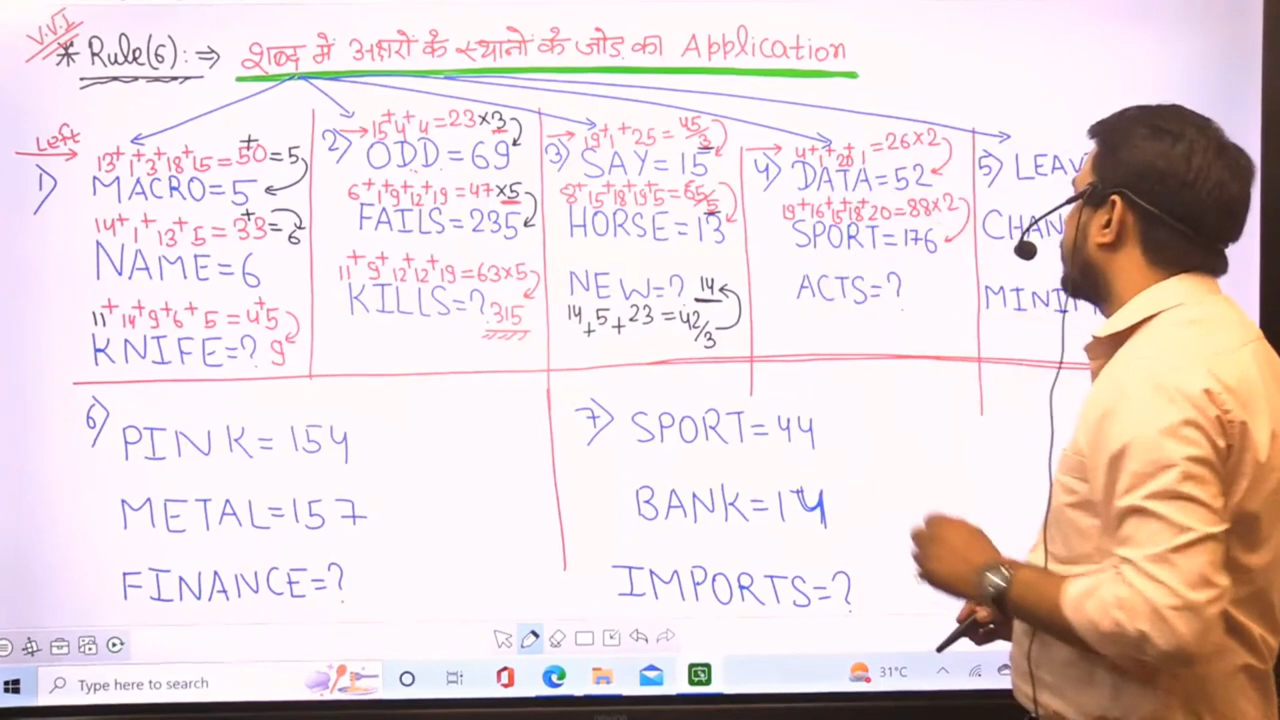 V.V.I
* Rule(6): ⇒ शब्द में अक्षरों के स्थानों के जोड़ का Application
Left
1)
13+1+3+18+15=50=5
+
MACRO=5
14+1+13+5=33=6
+
NAME=6
11+14+9+6+5=4+5
KNIFE=? 9
2)
15+4+4=23×3
ODD=69
6+1+9+12+19=47×5
FAILS=235
11+9+12+12+19=63×5
KILLS=? 315
3)
19+1+25=45/3
SAY=15
8+15+18+19+5=65/5
HORSE=13
NEW=? 14
14+5+23=42/3
4)
4+1+20+1=26×2
DATA=52
19+16+15+18+20=88×2
SPORT=176
ACTS=?
5)
6)
PINK=154
METAL=157
FINANCE=?
7)
SPORT=44
BANK=14
IMPORTS=?
Type here to search
31°C